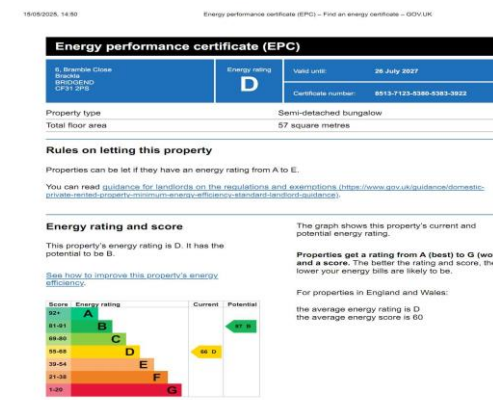 15/05/2025, 14:50 Energy performance certificate (EPC) – Find an energy certificate – GOV.UK
Energy performance certificate (EPC)
6, Bramble Close
Brackla
BRIDGEND
CF31 2PS
Energy rating
D
Valid until: 26 July 2027
Certificate number: 8513-7123-5380-5383-3922
Property type Semi-detached bungalow
Total floor area 57 square metres
Rules on letting this property
Properties can be let if they have an energy rating from A to E.
You can read guidance for landlords on the regulations and exemptions (https://www.gov.uk/guidance/domestic-
private-rented-property-minimum-energy-efficiency-standard-landlord-guidance).
Energy rating and score
This property's energy rating is D. It has the
potential to be B.
See how to improve this property's energy
efficiency.
Score Energy rating Current Potential
92+ A
81-91 B 87 B
69-80 C
55-68 D 66 D
39-54 E
21-38 F
1-20 G
The graph shows this property's current and
potential energy rating.
Properties get a rating from A (best) to G (wo
and a score. The better the rating and score, the
lower your energy bills are likely to be.
For properties in England and Wales:
the average energy rating is D
the average energy score is 60